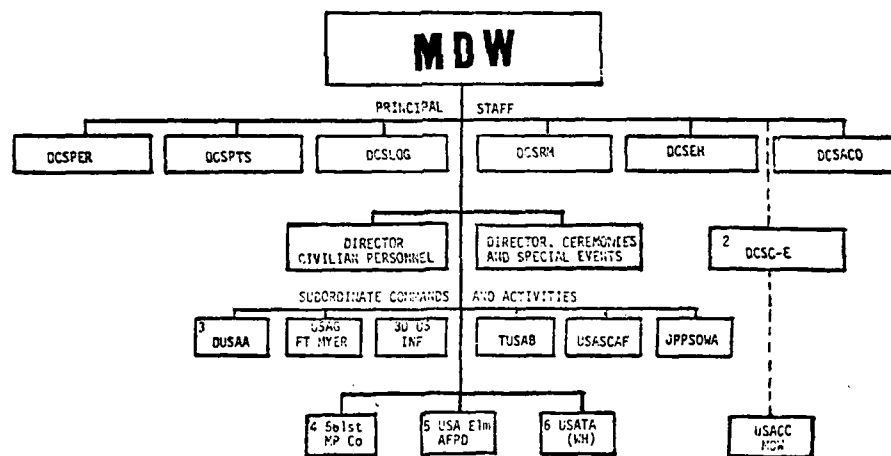 MDW
PRINCIPAL STAFF
DCSPER DCSPTS DCSLOG DCSRM DCSEH DCSACQ
DIRECTOR
CIVILIAN PERSONNEL
DIRECTOR, CEREMONIES
AND SPECIAL EVENTS
2
DCSC-E
SUBORDINATE COMMANDS AND ACTIVITIES
3
DUSAA
USAG
FT MYER
3D US
INF
TUSAB
USASCAF
JPPSOWA
4 561st
MP Co
5 USA Elm
AFPD
6 USATA
(WH)
USACC
MDW